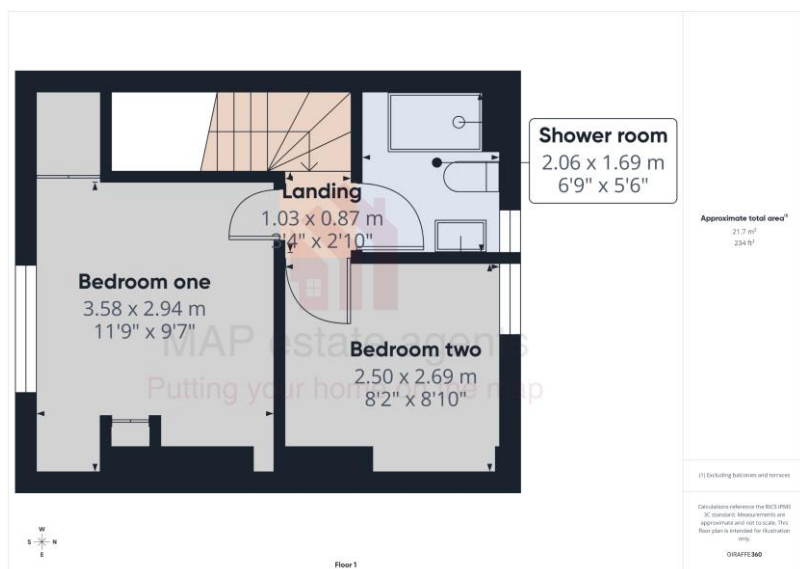 Shower room
2.06 x 1.69 m
6'9" x 5'6"
Landing
1.03 x 0.87 m
3'4" x 2'10"
Bedroom one
3.58 x 2.94 m
11'9" x 9'7"
Bedroom two
2.50 x 2.69 m
8'2" x 8'10"
MAP estate agents
Putting your home on the map
Approximate total area(1)
21.7 m²
234 ft²
(1) Excluding balconies and terraces
Calculations reference the RICS IPMS
3C standard. Measurements are
approximate and not to scale. This
floor plan is intended for illustration
only.
GIRAFFE360
W
S N
E
Floor 1